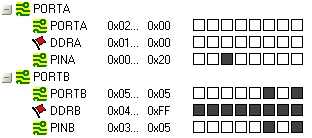 PORTA
PORTA 0x02... 0x00
DDRA 0x01... 0x00
PINA 0x00... 0x20
PORTB
PORTB 0x05... 0x05
DDRB 0x04... 0xFF
PINB 0x03... 0x05